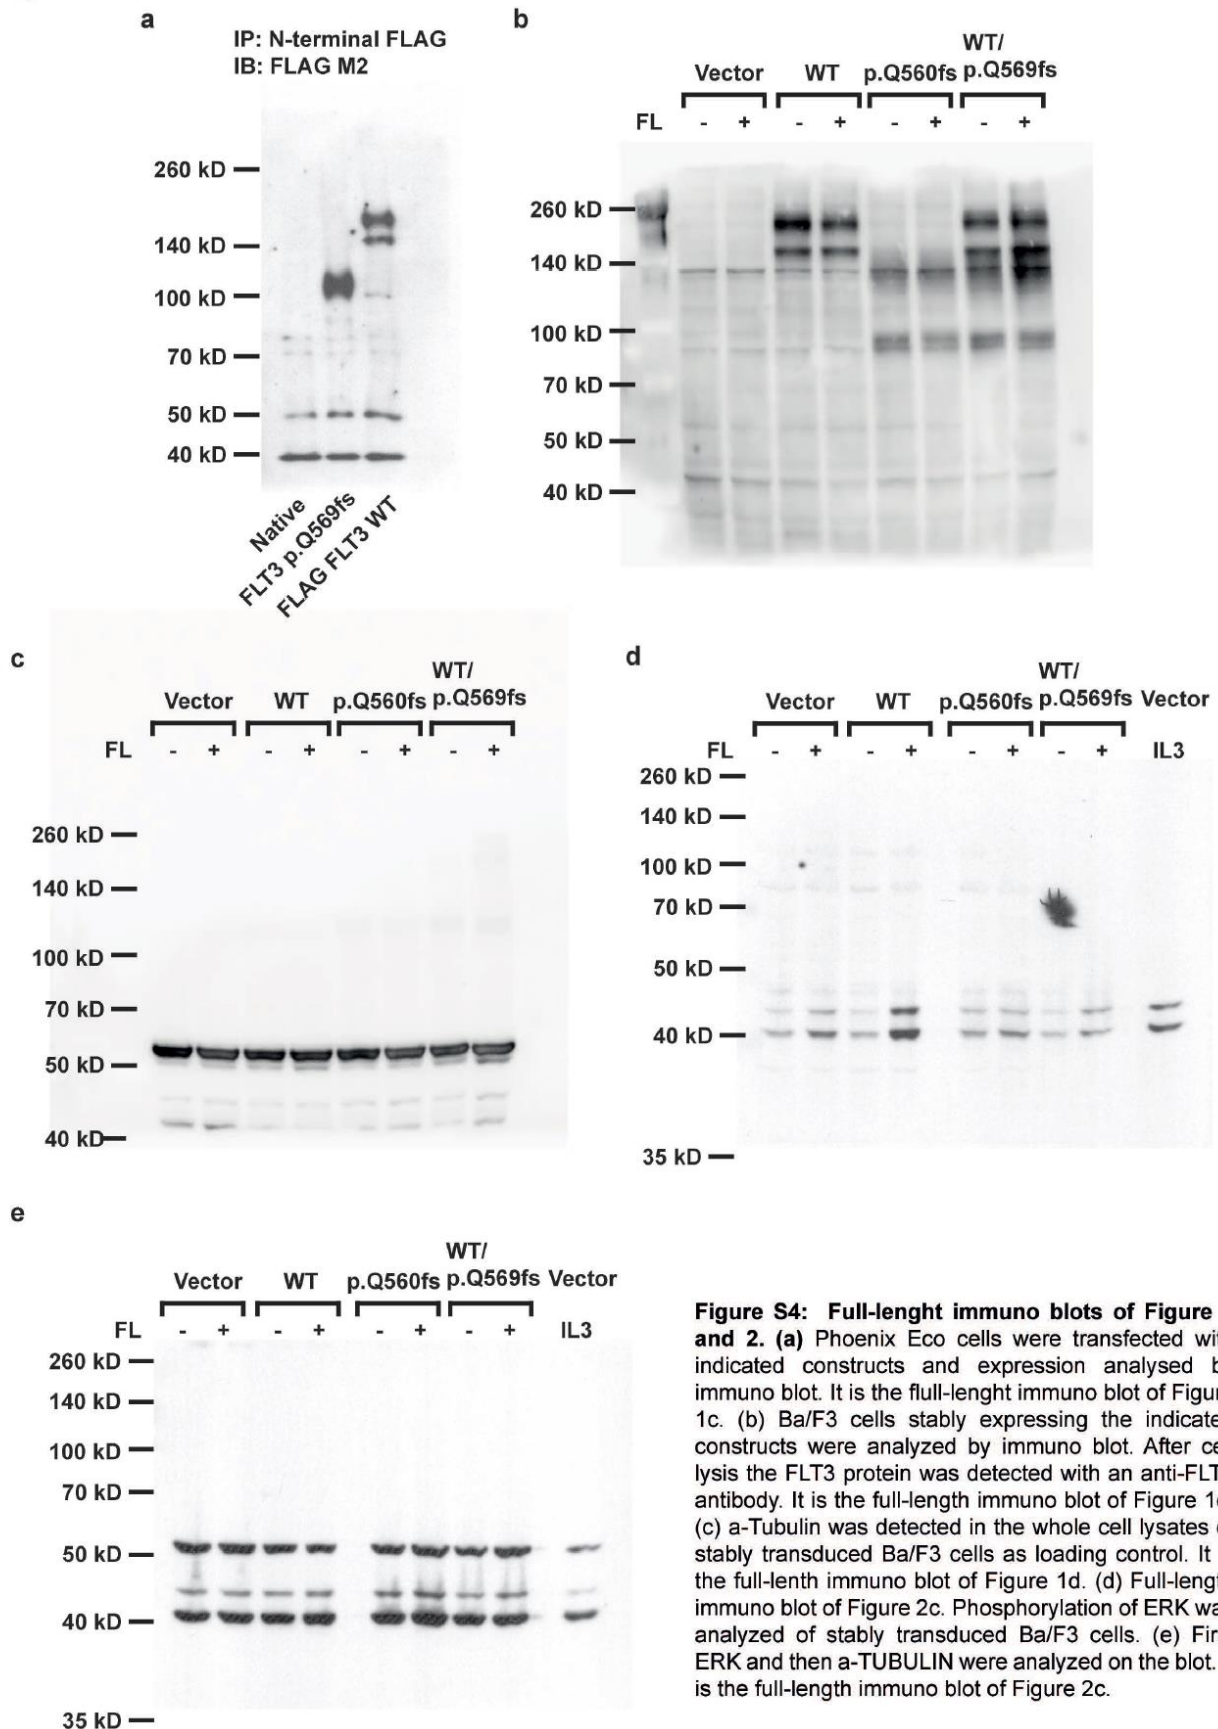 a
IP: N-terminal FLAG
IB: FLAG M2
260 kD
140 kD
100 kD
70 kD
50 kD
40 kD
Native
FLT3 p.Q569fs
FLAG FLT3 WT
b
Vector WT p.Q560fs WT/
p.Q569fs
FL - + - + - + - +
260 kD
140 kD
100 kD
70 kD
50 kD
40 kD
c
Vector WT p.Q560fs WT/
p.Q569fs
FL - + - + - + - +
260 kD
140 kD
100 kD
70 kD
50 kD
40 kD
d
Vector WT p.Q560fs WT/
p.Q569fs Vector
FL - + - + - + - + IL3
260 kD
140 kD
100 kD
70 kD
50 kD
40 kD
35 kD
e
Vector WT p.Q560fs WT/
p.Q569fs Vector
FL - + - + - + - + IL3
260 kD
140 kD
100 kD
70 kD
50 kD
40 kD
35 kD
Figure S4: Full-lenght immuno blots of Figure
and 2. (a) Phoenix Eco cells were transfected
indicated constructs and expression analysed
immuno blot. It is the flull-lenght immuno blot of
1c. (b) Ba/F3 cells stably expressing the
constructs were analyzed by immuno blot. After
lysis the FLT3 protein was detected with an
antibody. It is the full-length immuno blot of Figure
(c) a-Tubulin was detected in the whole cell lysates
stably transduced Ba/F3 cells as loading control. It
the full-lenth immuno blot of Figure 1d. (d)
immuno blot of Figure 2c. Phosphorylation of ERK
analyzed of stably transduced Ba/F3 cells. (e)
ERK and then a-TUBULIN were analyzed on the blot.
is the full-length immuno blot of Figure 2c.